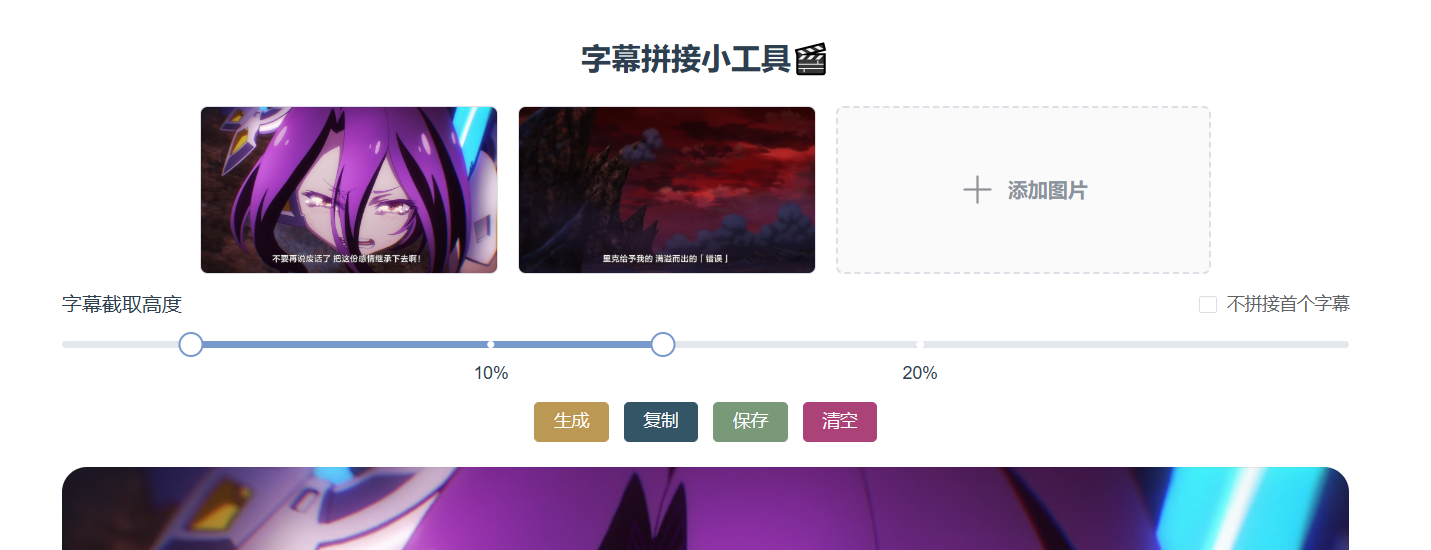 字幕拼接小工具🎬
不要再说废话了 把这份感情继承下去啊！
里克给予我的 满溢而出的「错误」
添加图片
字幕截取高度
不拼接首个字幕
10%
20%
生成
复制
保存
清空